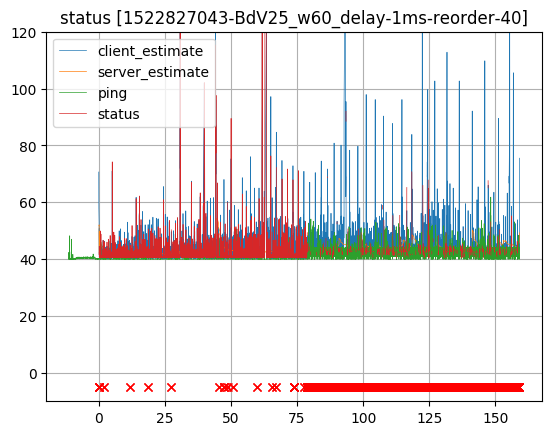 status [1522827043-BdV25_w60_delay-1ms-reorder-40]
120
100
80
60
40
20
0
client_estimate
server_estimate
ping
status
0 25 50 75 100 125 150